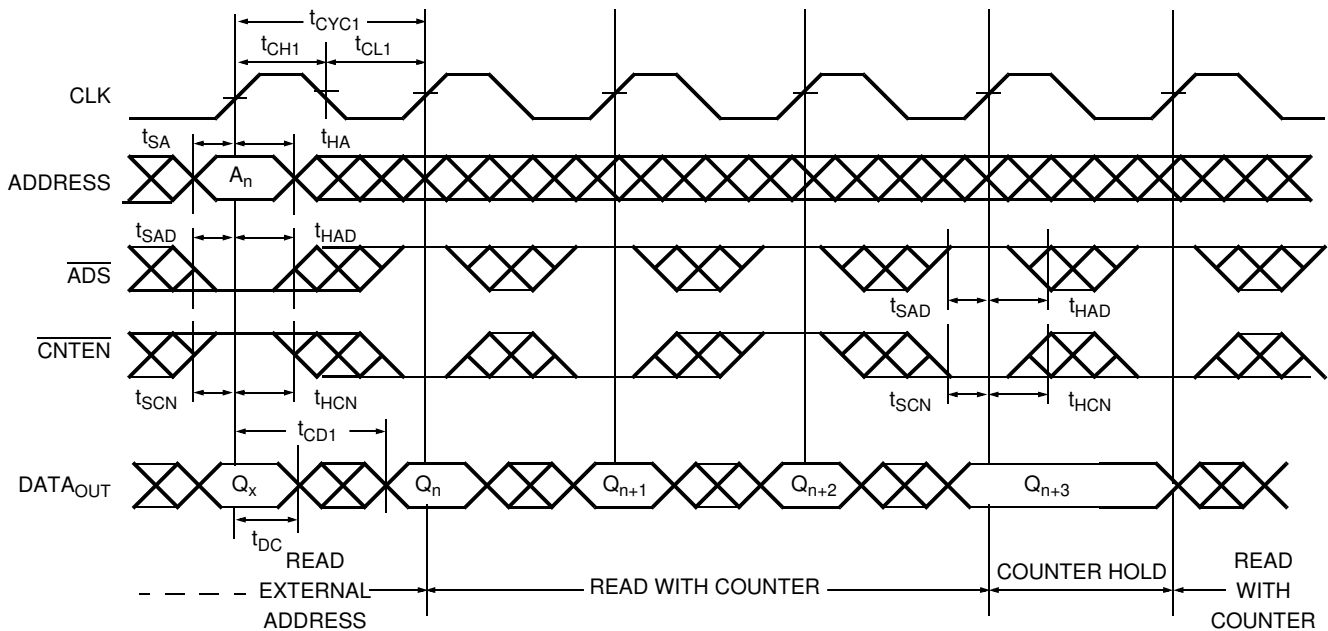 tCYC1
tCH1 tCL1
CLK
tSA tHA
ADDRESS An
tSAD tHAD
ADS
tSAD tHAD
CNTEN
tSCN tHCN tSCN tHCN
tCD1
DATAOUT Qx Qn Qn+1 Qn+2 Qn+3
tDC
READ
EXTERNAL
ADDRESS
READ WITH COUNTER
COUNTER HOLD
READ
WITH
COUNTER